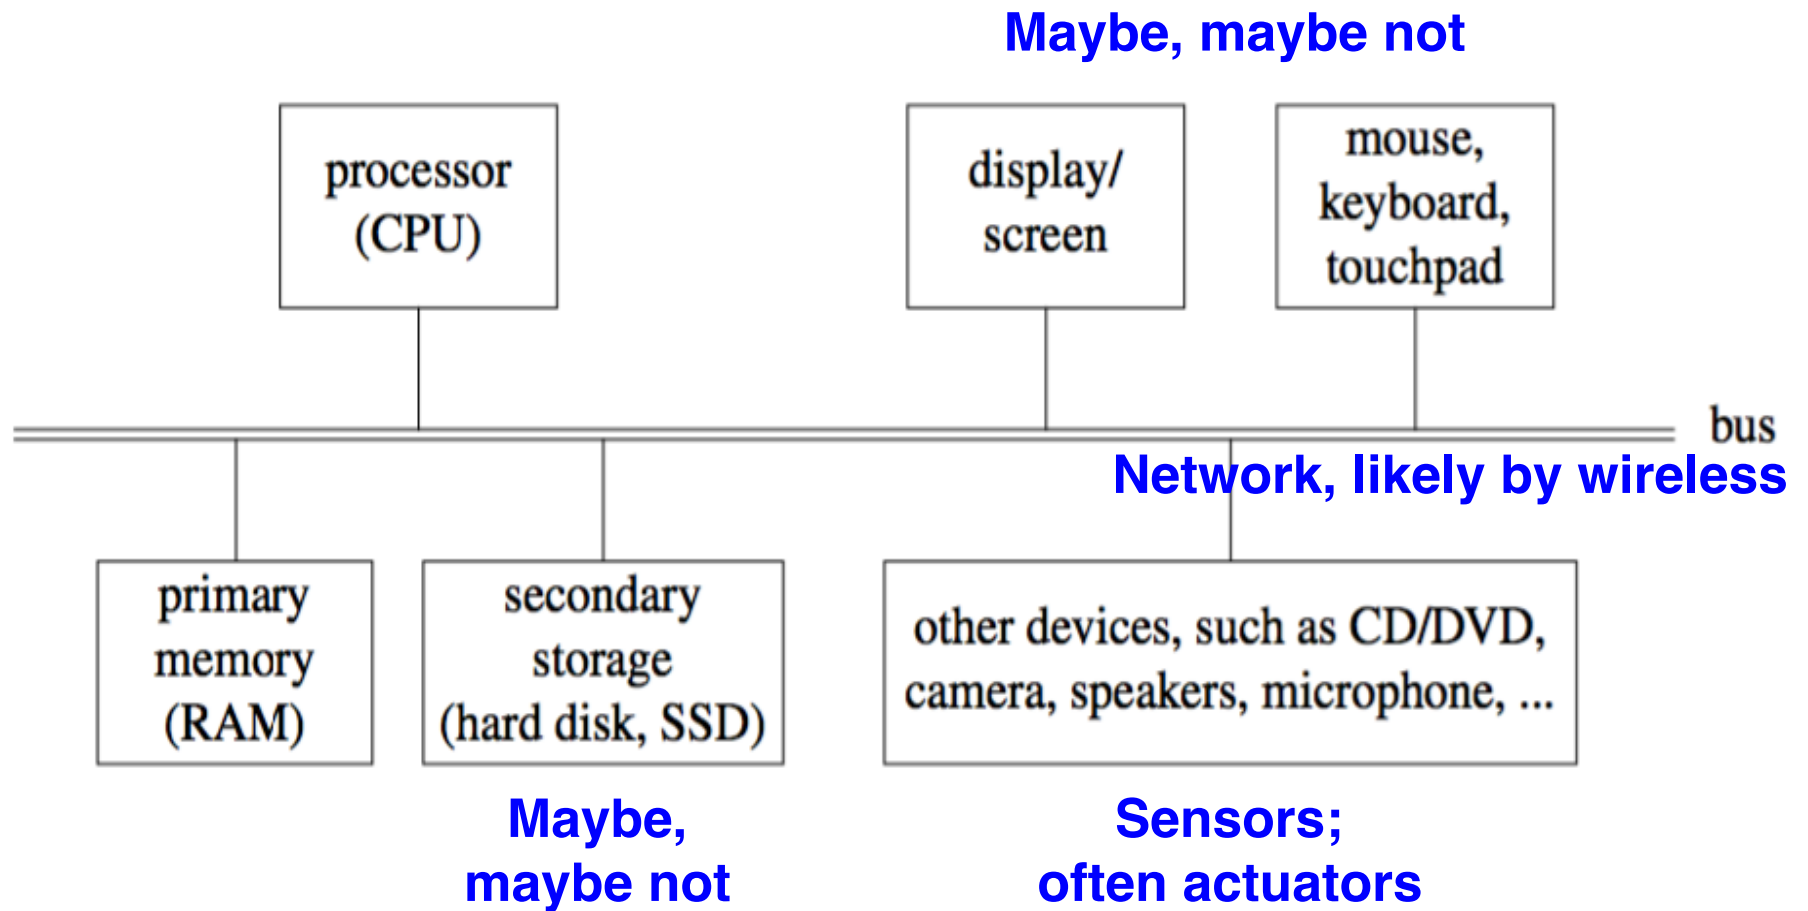 Maybe, maybe not
processor
(CPU)
display/
screen
mouse,
keyboard,
touchpad
bus
Network, likely by wireless
primary
memory
(RAM)
secondary
storage
(hard disk, SSD)
other devices, such as CD/DVD,
camera, speakers, microphone, ...
Maybe,
maybe not
Sensors;
often actuators